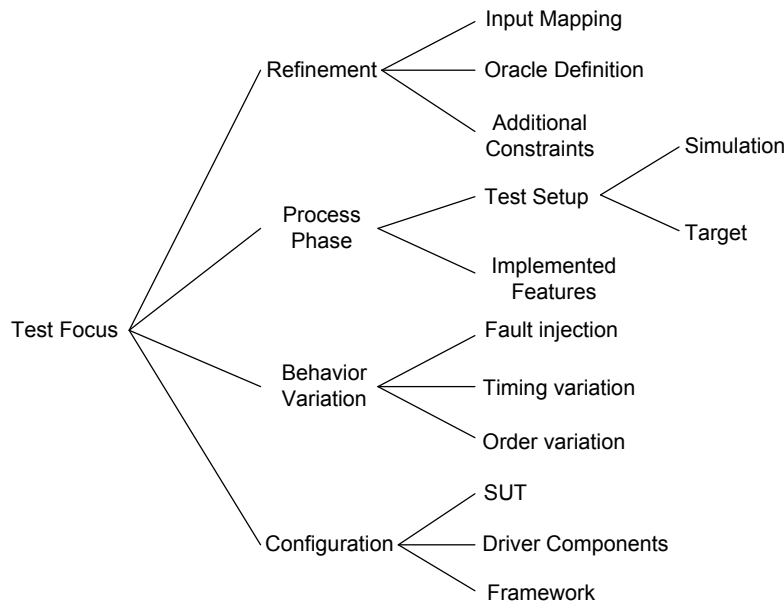 Input Mapping
Refinement
Oracle Definition
Additional
Constraints
Simulation
Test Setup
Process
Phase
Target
Implemented
Features
Test Focus
Fault injection
Behavior
Variation
Timing variation
Order variation
SUT
Configuration
Driver Components
Framework